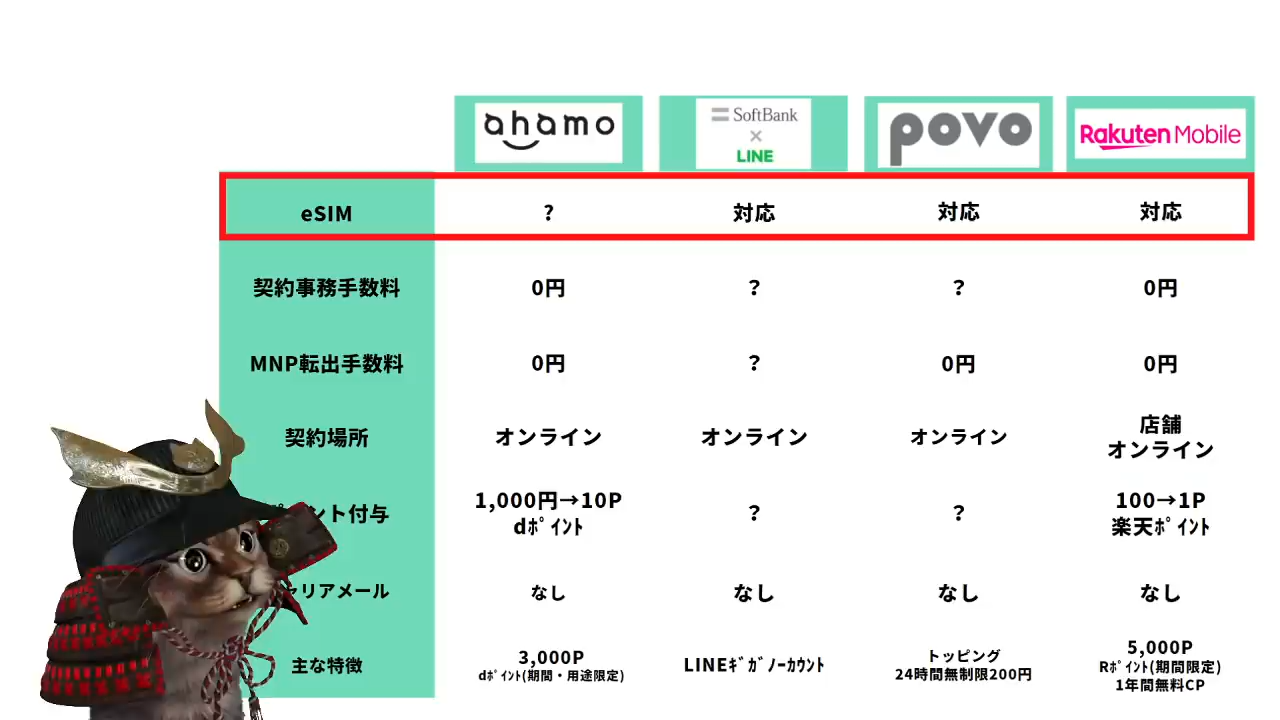 ahamo
SoftBank
×
LINE
povo
Rakuten Mobile
eSIM ? 対応 対応 対応
契約事務手数料 0円 ? ? 0円
MNP転出手数料 0円 ? 0円 0円
契約場所 オンライン オンライン オンライン 店舗
オンライン
ント付与 1,000円→10P ? ? 100→1P
dﾎﾟｲﾝﾄ 楽天ﾎﾟｲﾝﾄ
ャリアメール なし なし なし なし
主な特徴 3,000P LINEｷﾞｶﾞﾉｰｶｳﾝﾄ トッピング 5,000P
dﾎﾟｲﾝﾄ(期間・用途限定) 24時間無制限200円 Rﾎﾟｲﾝﾄ(期間限定)
1年間無料CP